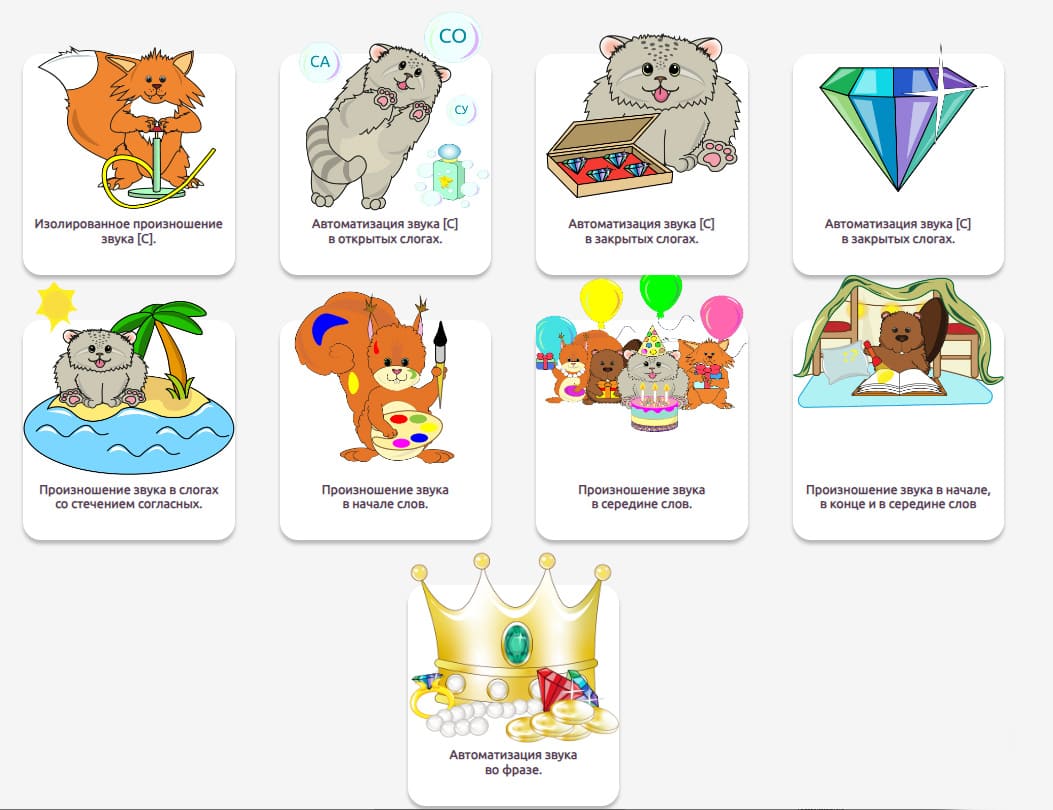 СА
СО
СУ
Изолированное произношение
звука [С].
Автоматизация звука [С]
в открытых слогах.
Автоматизация звука [С]
в закрытых слогах.
Автоматизация звука [С]
в закрытых слогах.
Произношение звука в слогах
со стечением согласных.
Произношение звука
в начале слов.
Произношение звука
в середине слов.
Произношение звука в начале,
в конце и в середине слов
Автоматизация звука
во фразе.